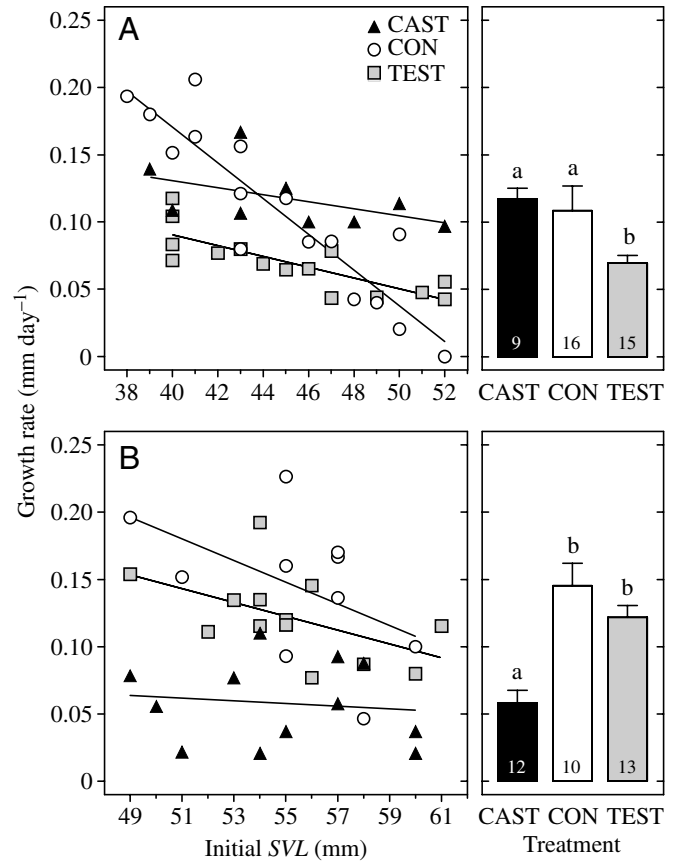 A
CAST
CON
TEST
0.25
0.20
0.15
0.10
0.05
0
38 40 42 44 46 48 50 52
a a b
9 16 15
CAST CON TEST
Growth rate (mm day⁻¹)
B
0.25
0.20
0.15
0.10
0.05
0
49 51 53 55 57 59 61
Initial SVL (mm)
a b b
12 10 13
CAST CON TEST
Treatment